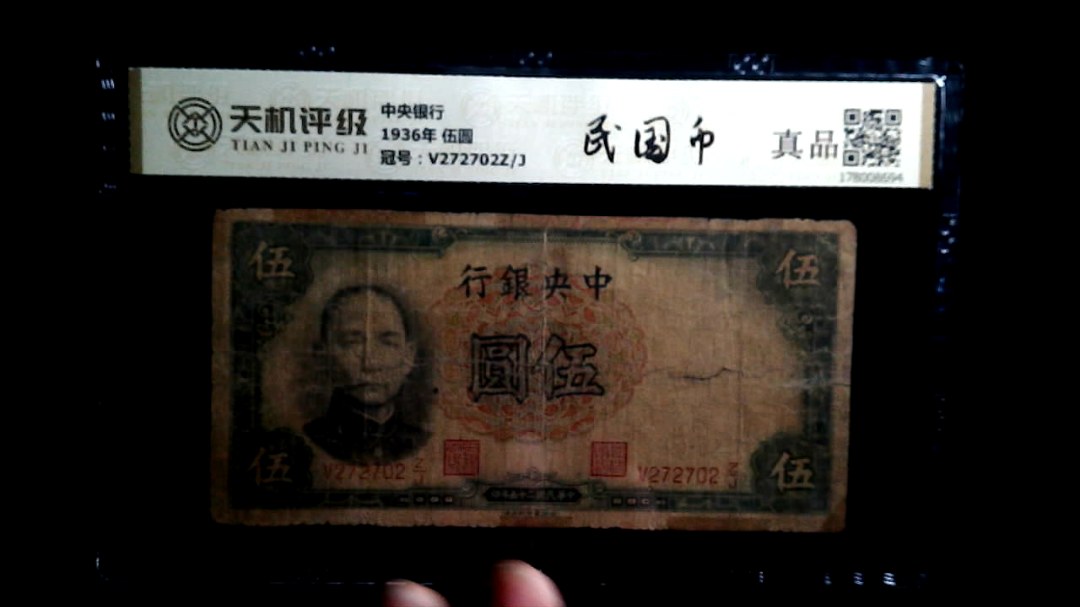 天机评级
TIAN JI PING JI
中央银行
1936年 伍圆
冠号：V272702Z/J
民国币
真品
178008694
伍
行銀央中
伍
圓伍
伍
V272702 Z/J
V272702 Z/J
伍